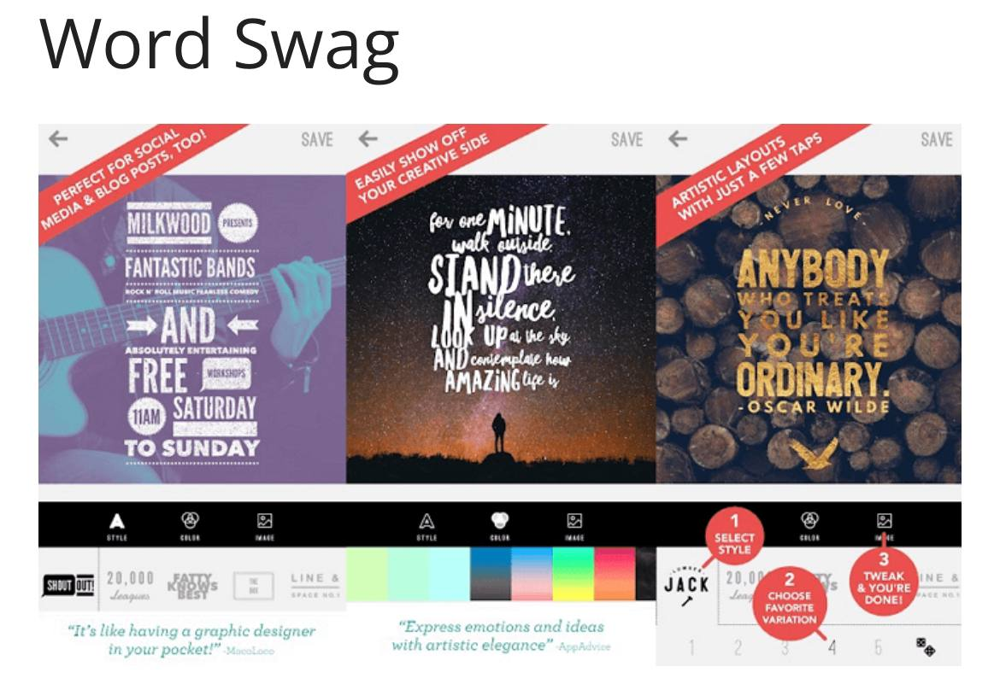 Word Swag
SAVE
PERFECT FOR SOCIAL
MEDIA & BLOG POSTS, TOO!
MILKWOOD PRESENTS
FANTASTIC BANDS
ROCK N' ROLL MUSIC FEARLESS COMEDY
AND
ABSOLUTELY ENTERTAINING
FREE WORKSHOPS
11AM SATURDAY
TO SUNDAY
STYLE COLOR IMAGE
SHOUT OUT! 20,000 Leagues FATTY KNOWS BEST THE BOX LINE &
SPACE NO.1
“It’s like having a graphic designer
in your pocket!” -MacoLoco
SAVE
EASILY SHOW OFF
YOUR CREATIVE SIDE
for one MINUTE,
walk outside,
STAND there
IN silence,
LOOK UP at the sky,
AND contemplate how
AMAZING life is
STYLE COLOR IMAGE
“Express emotions and ideas
with artistic elegance” -AppAdvice
SAVE
ARTISTIC LAYOUTS
WITH JUST A FEW TAPS
NEVER LOVE
ANYBODY
WHO TREATS
YOU LIKE
YOU'RE
ORDINARY.
-OSCAR WILDE
COLOR IMAGE
1
SELECT
STYLE
LUMBER
JACK
2
CHOOSE
FAVORITE
VARIATION
3
TWEAK
& YOU'RE
DONE!
LINE &
SPACE NO.1
1 2 3 4 5